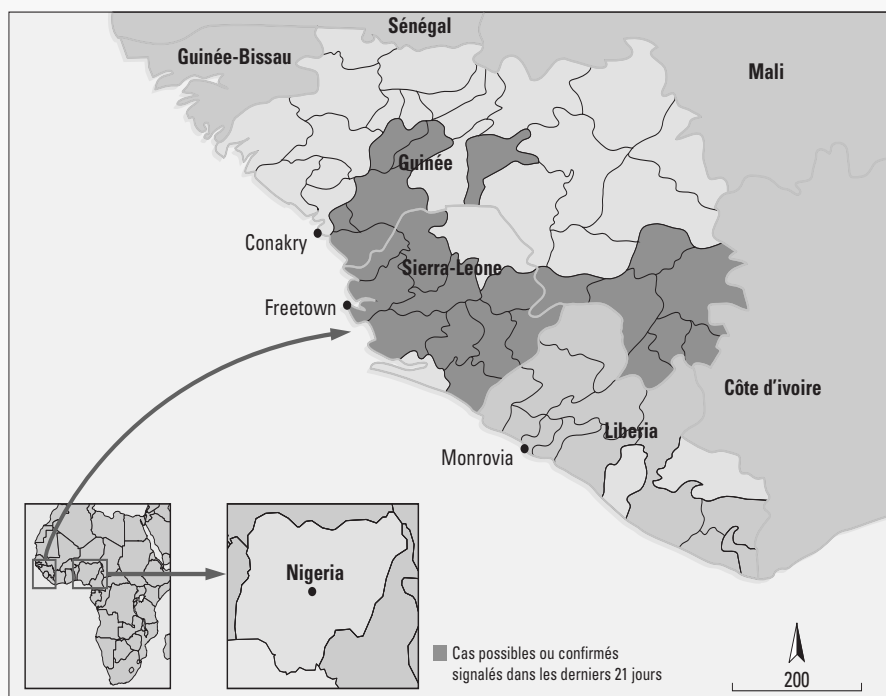 Sénégal
Guinée-Bissau
Mali
Guinée
Conakry
Sierra-Leone
Freetown
Côte d'ivoire
Liberia
Monrovia
Nigeria
Cas possibles ou confirmés
signalés dans les derniers 21 jours
200